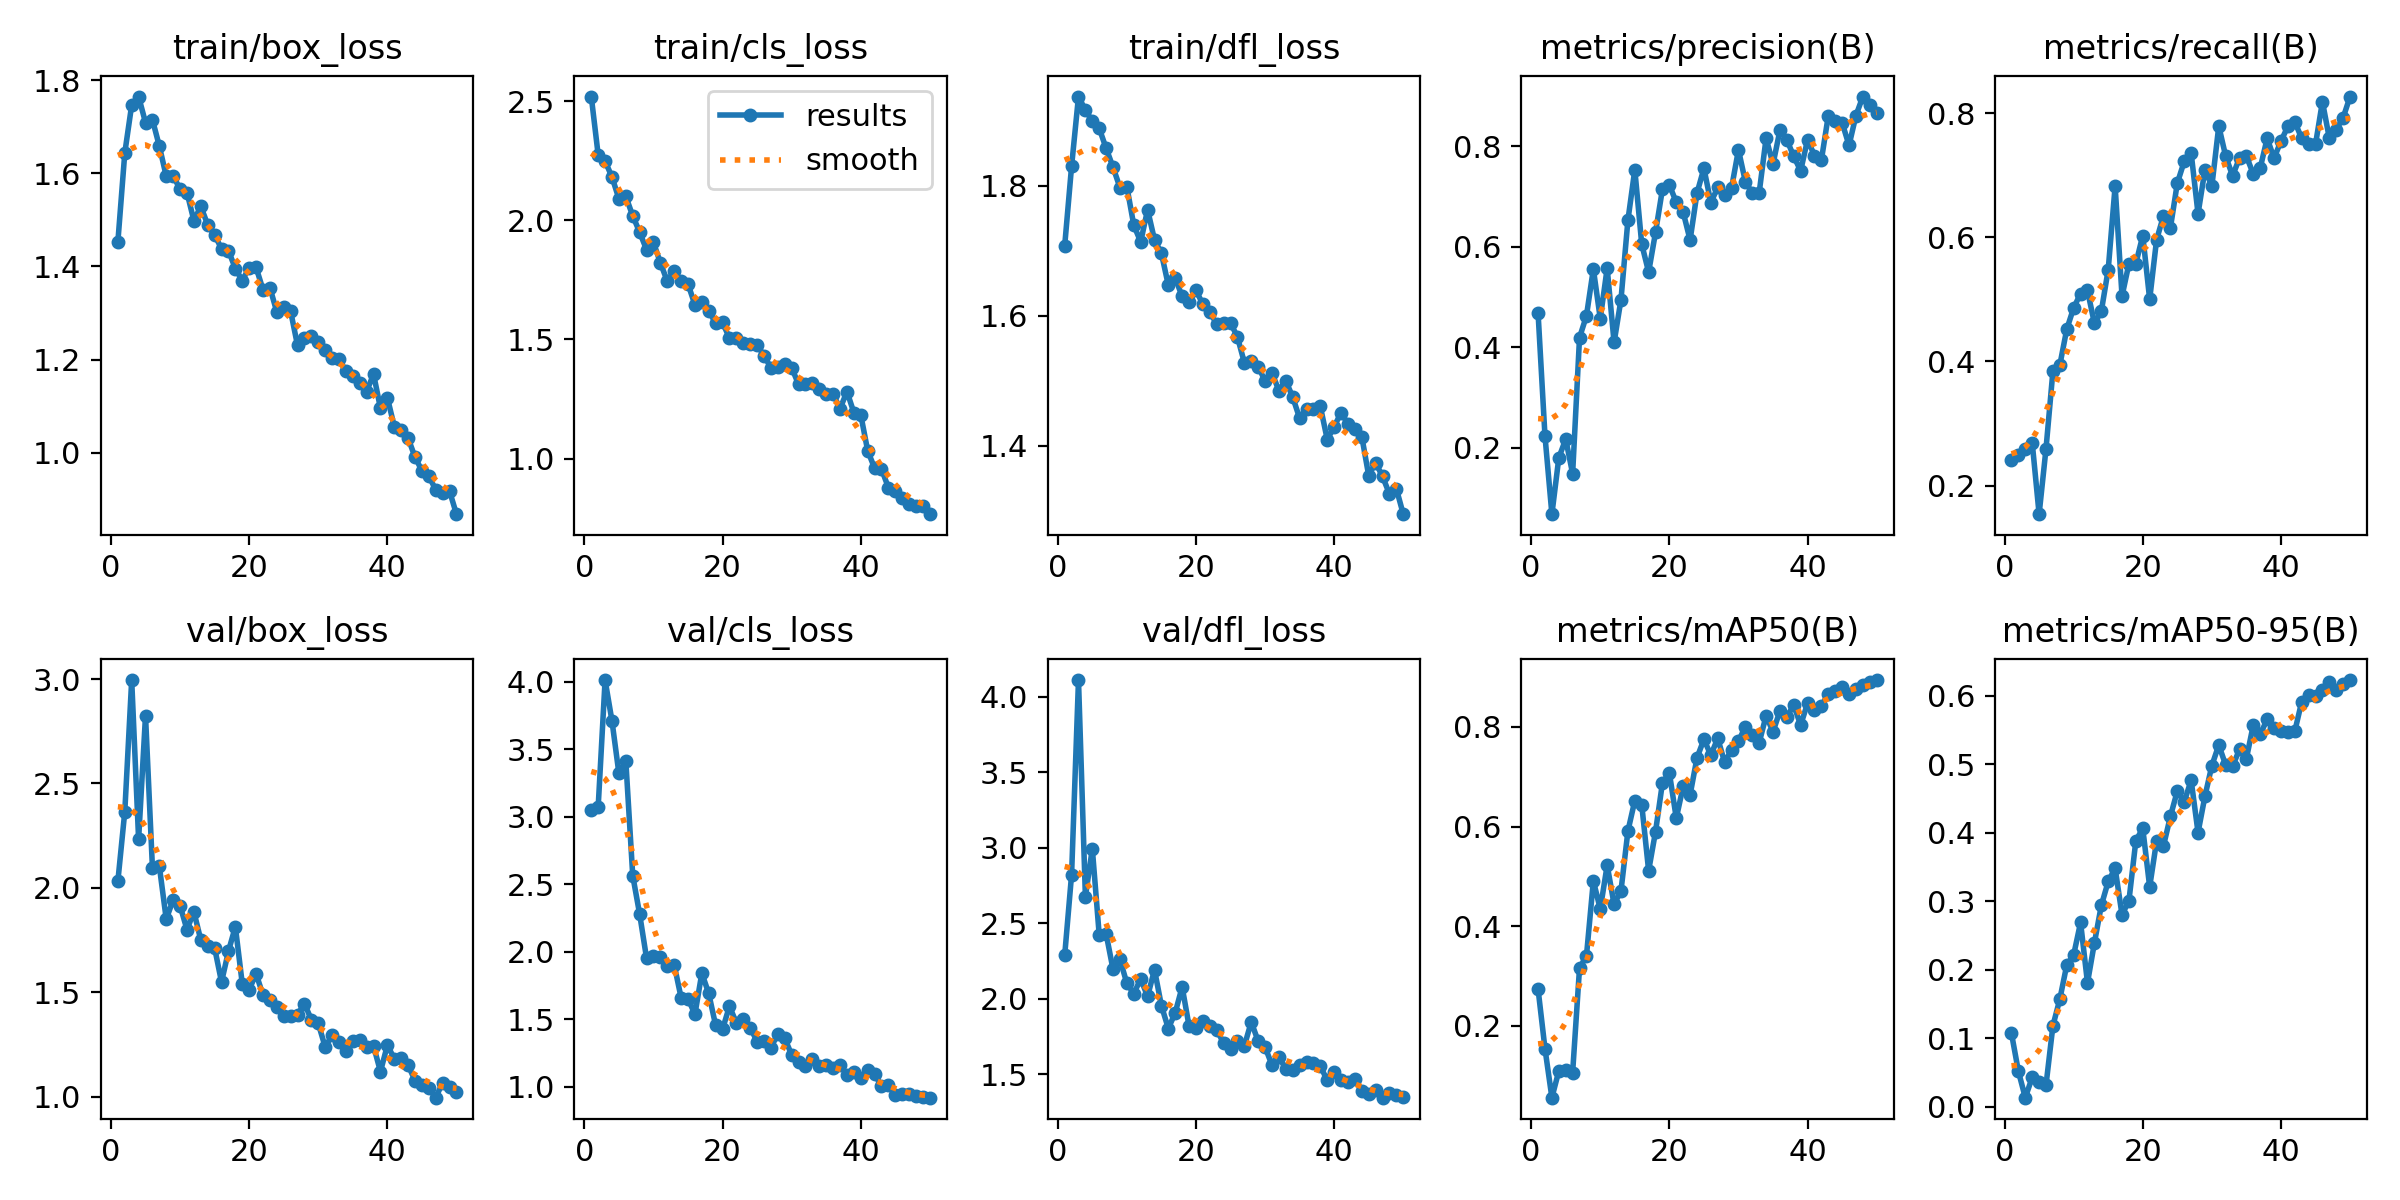 train/box_loss
1.8
1.6
1.4
1.2
1.0
0 20 40
train/cls_loss
results
smooth
2.5
2.0
1.5
1.0
0 20 40
train/dfl_loss
1.8
1.6
1.4
0 20 40
metrics/precision(B)
0.8
0.6
0.4
0.2
0 20 40
metrics/recall(B)
0.8
0.6
0.4
0.2
0 20 40
val/box_loss
3.0
2.5
2.0
1.5
1.0
0 20 40
val/cls_loss
4.0
3.5
3.0
2.5
2.0
1.5
1.0
0 20 40
val/dfl_loss
4.0
3.5
3.0
2.5
2.0
1.5
0 20 40
metrics/mAP50(B)
0.8
0.6
0.4
0.2
0 20 40
metrics/mAP50-95(B)
0.6
0.5
0.4
0.3
0.2
0.1
0.0
0 20 40